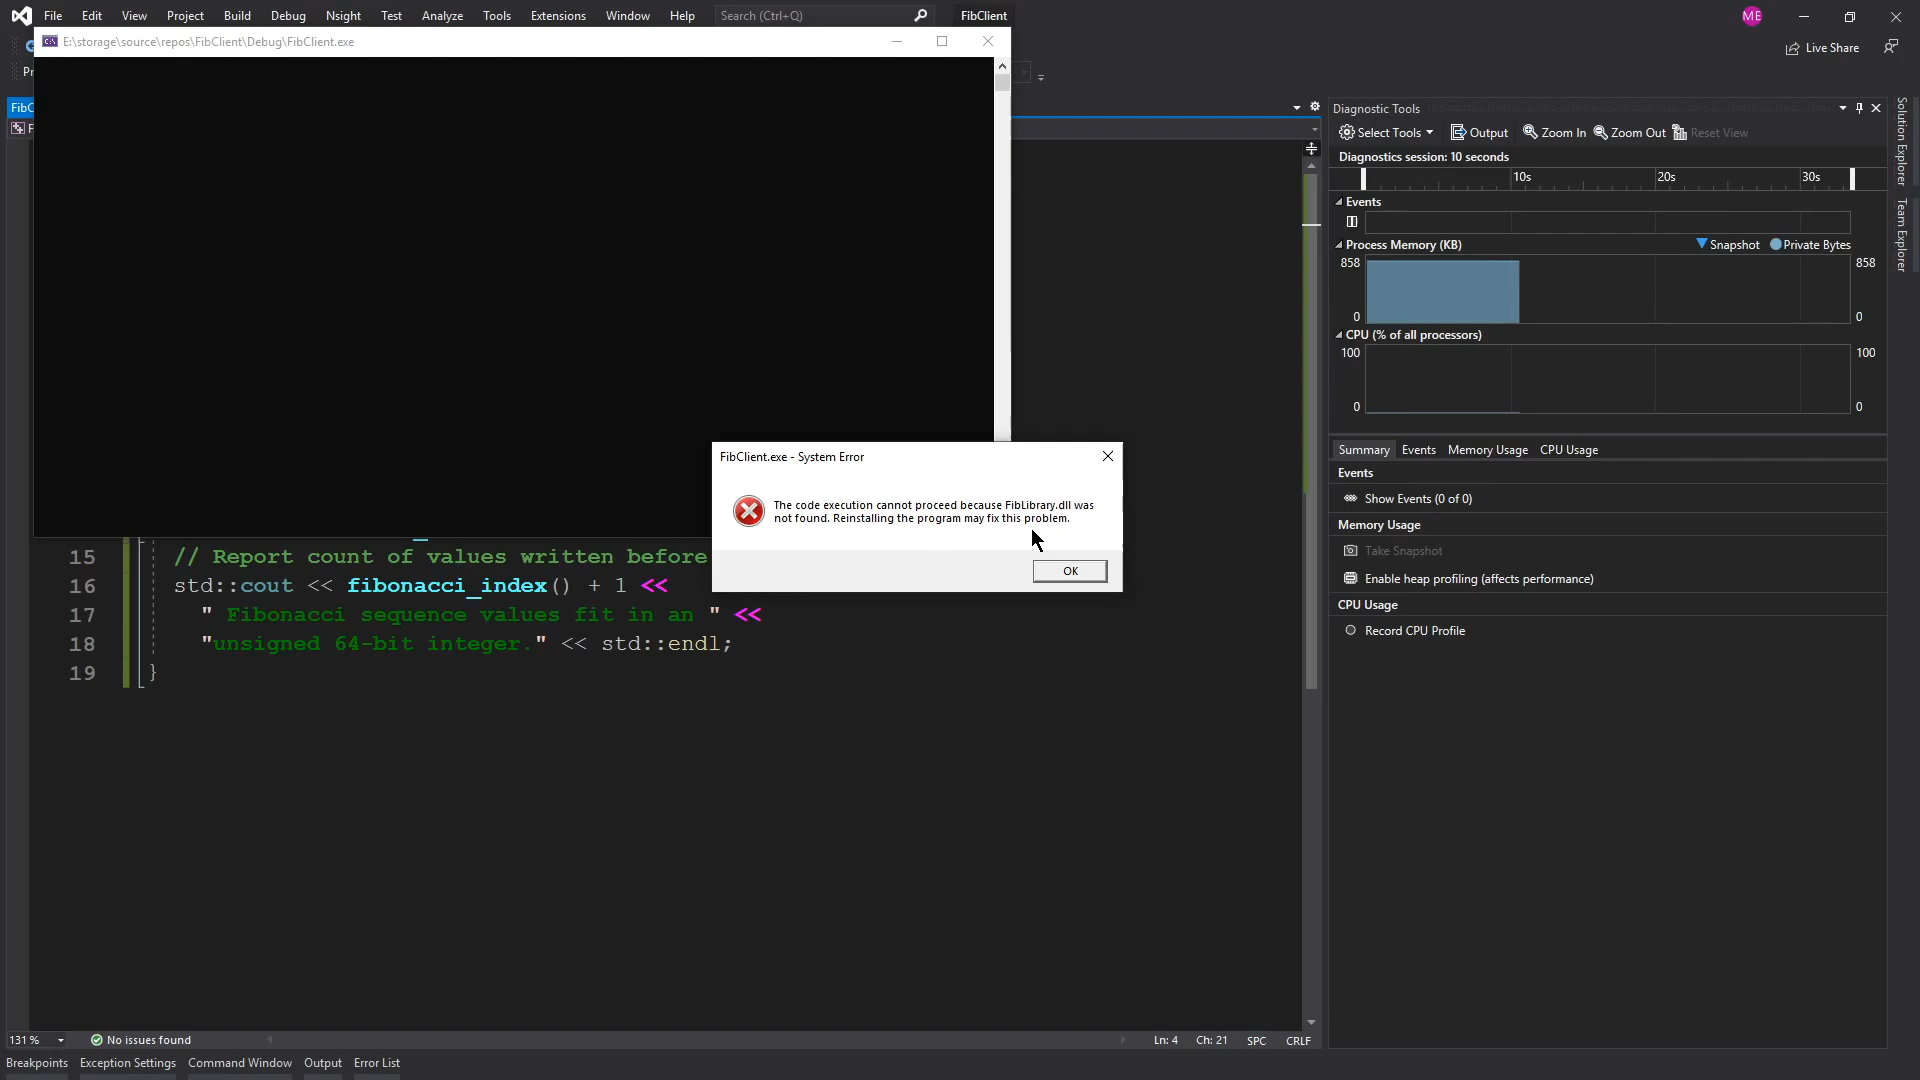 File Edit View Project Build Debug Nsight Test Analyze Tools Extensions Window Help Search (Ctrl+Q) FibClient ME
E:\storage\source\repos\FibClient\Debug\FibClient.exe
Live Share
Pr
FibC
F
Diagnostic Tools
Select Tools Output Zoom In Zoom Out Reset View
Diagnostics session: 10 seconds
10s 20s 30s
Events
Process Memory (KB) Snapshot Private Bytes
858 858
0 0
CPU (% of all processors)
100 100
0 0
Summary Events Memory Usage CPU Usage
Events
Show Events (0 of 0)
Memory Usage
Take Snapshot
Enable heap profiling (affects performance)
CPU Usage
Record CPU Profile
Solution Explorer
Team Explorer
FibClient.exe - System Error
The code execution cannot proceed because FibLibrary.dll was
not found. Reinstalling the program may fix this problem.
OK
15 // Report count of values written before
16 std::cout << fibonacci_index() + 1 <<
17 " Fibonacci sequence values fit in an " <<
18 "unsigned 64-bit integer." << std::endl;
19 }
131 % No issues found Ln: 4 Ch: 21 SPC CRLF
Breakpoints Exception Settings Command Window Output Error List